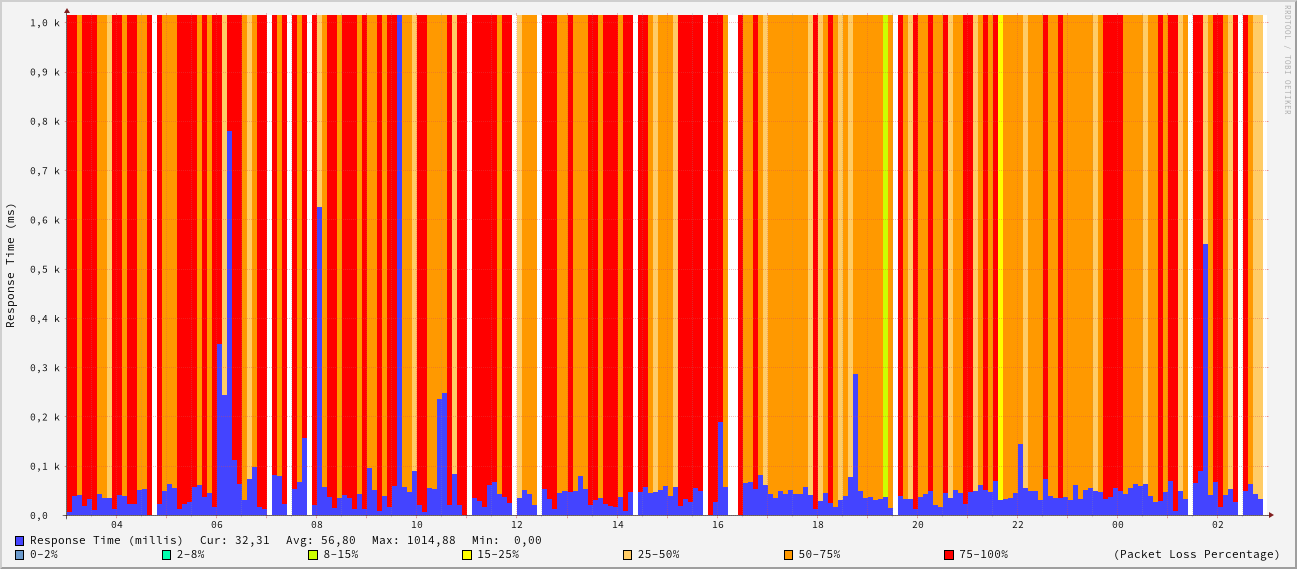 RRDTOOL / TOBI OETIKER
Response Time (ms)
1,0 k
0,9 k
0,8 k
0,7 k
0,6 k
0,5 k
0,4 k
0,3 k
0,2 k
0,1 k
0,0
04 06 08 10 12 14 16 18 20 22 00 02
Response Time (millis) Cur: 32,31 Avg: 56,80 Max: 1014,88 Min: 0,00
0-2% 2-8% 8-15% 15-25% 25-50% 50-75% 75-100% (Packet Loss Percentage)